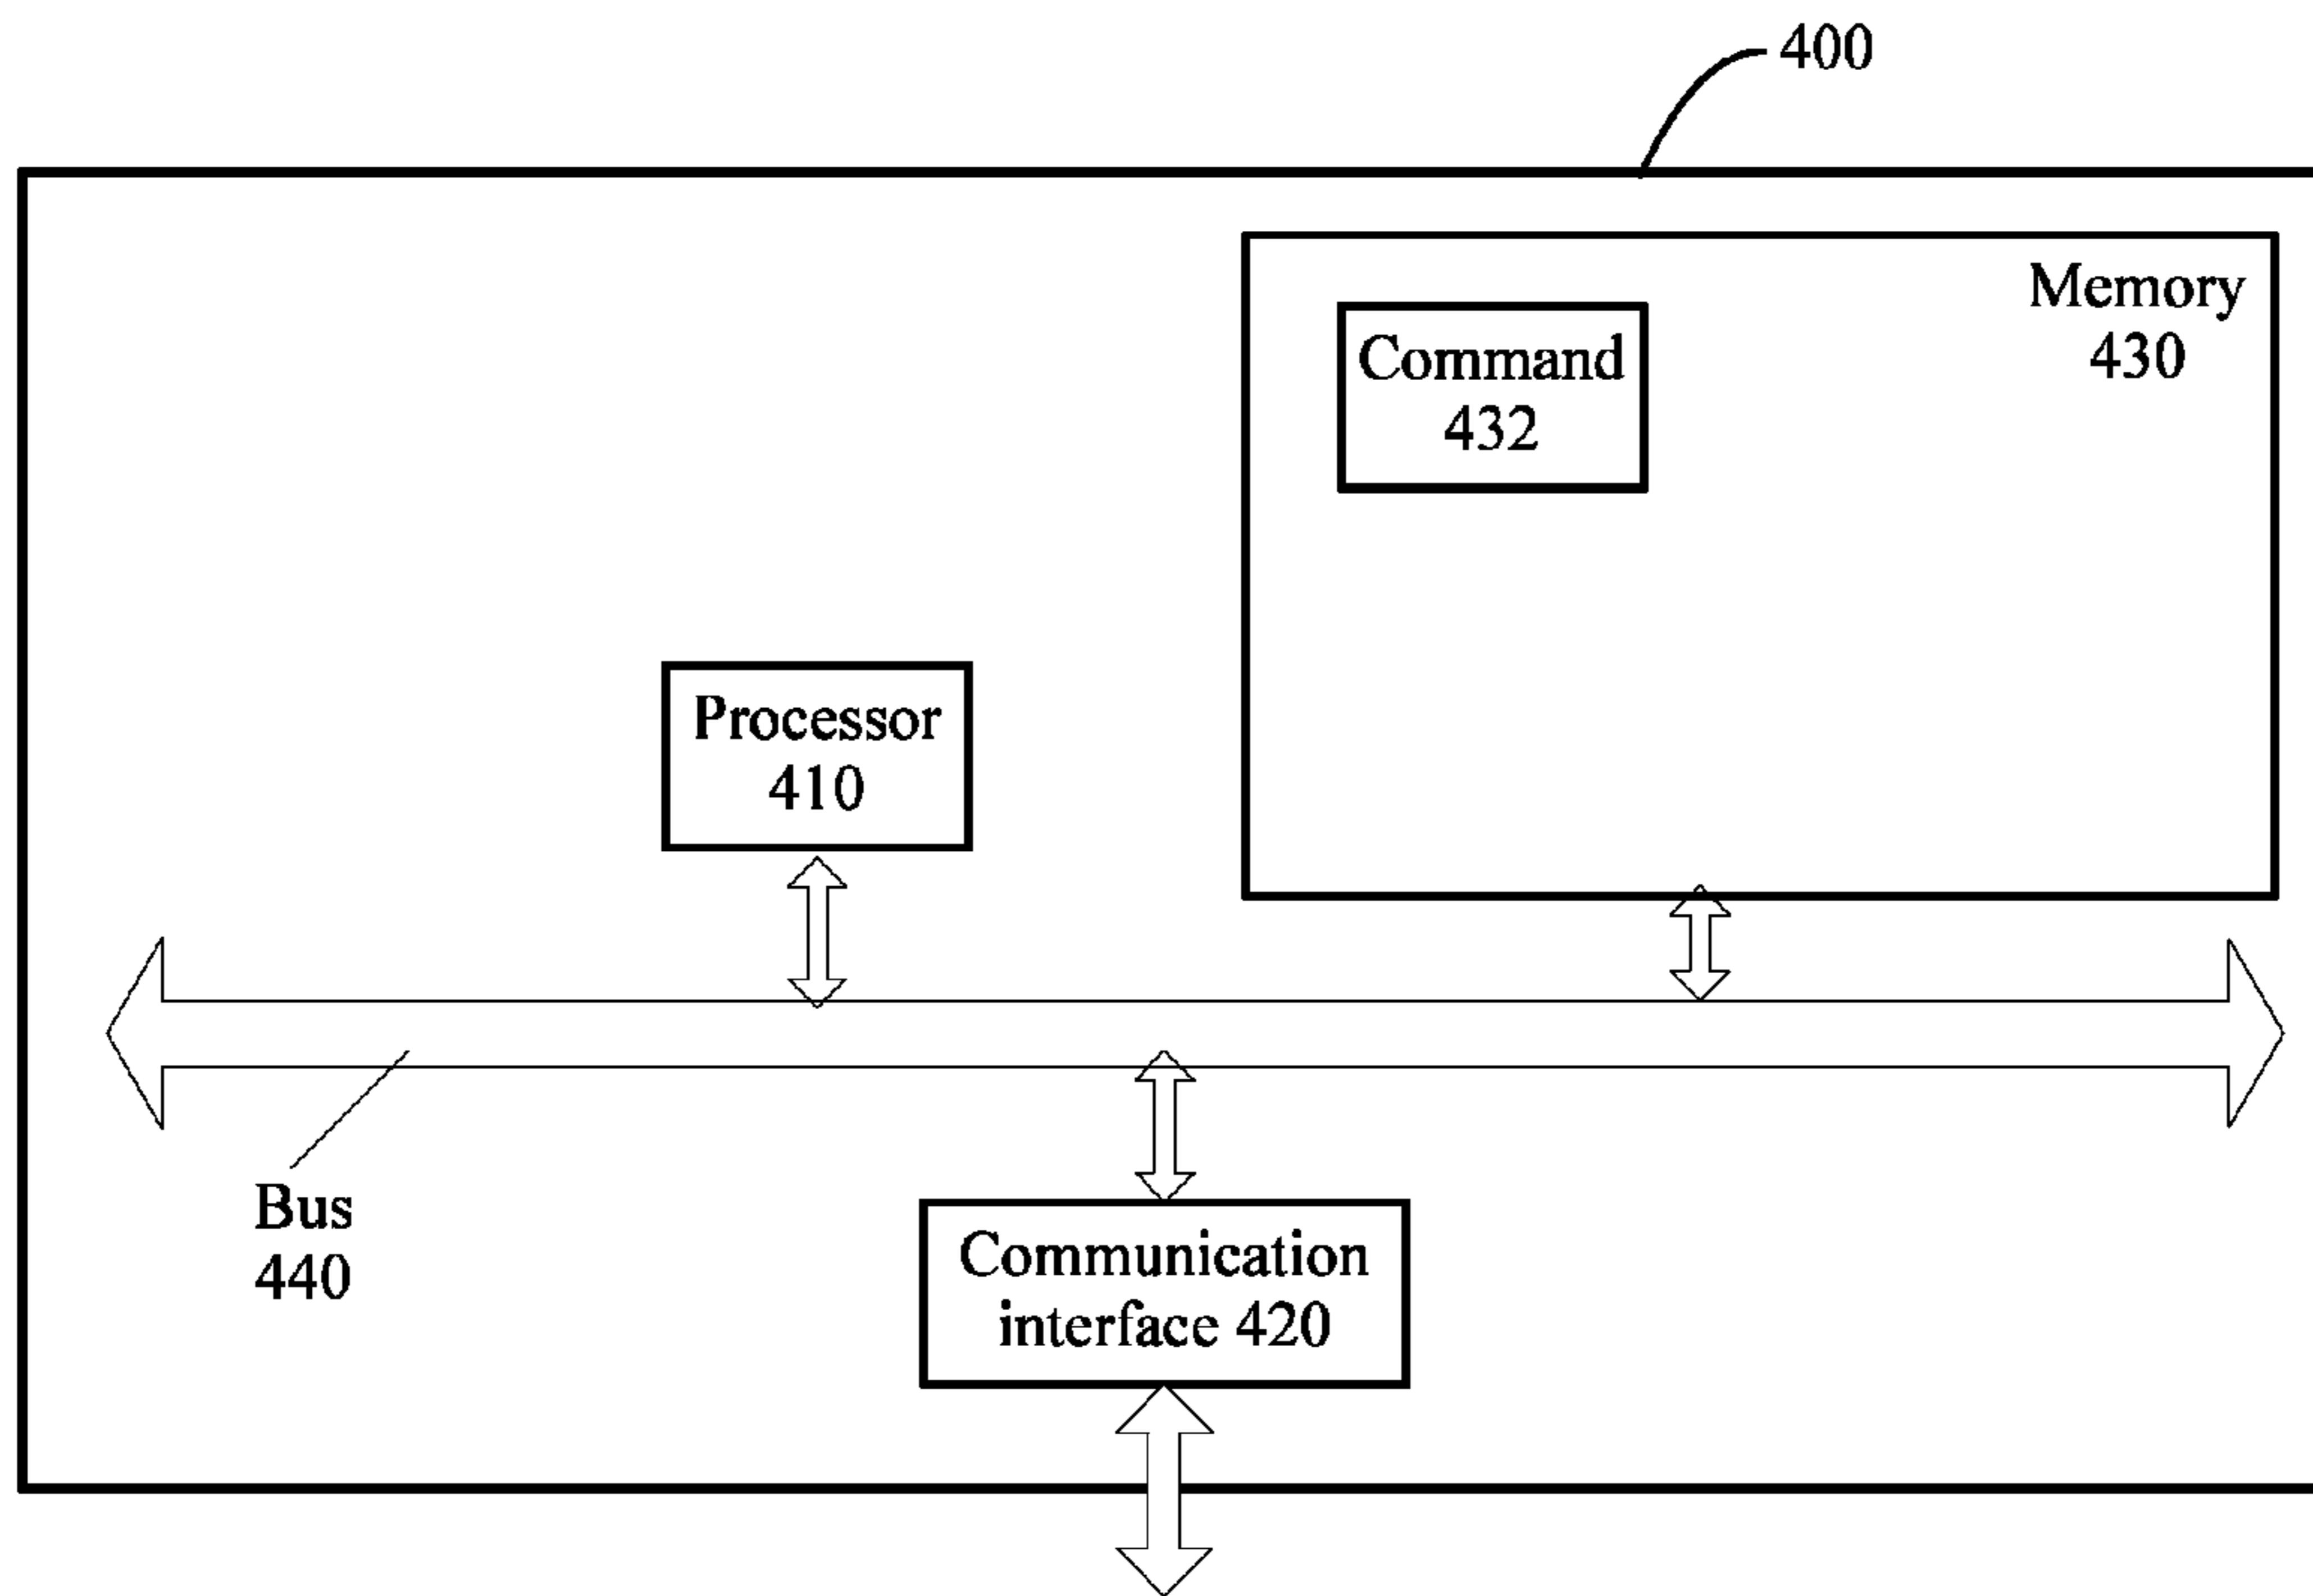 400
Memory
430
Command
432
Processor
410
Bus
440
Communication
interface 420